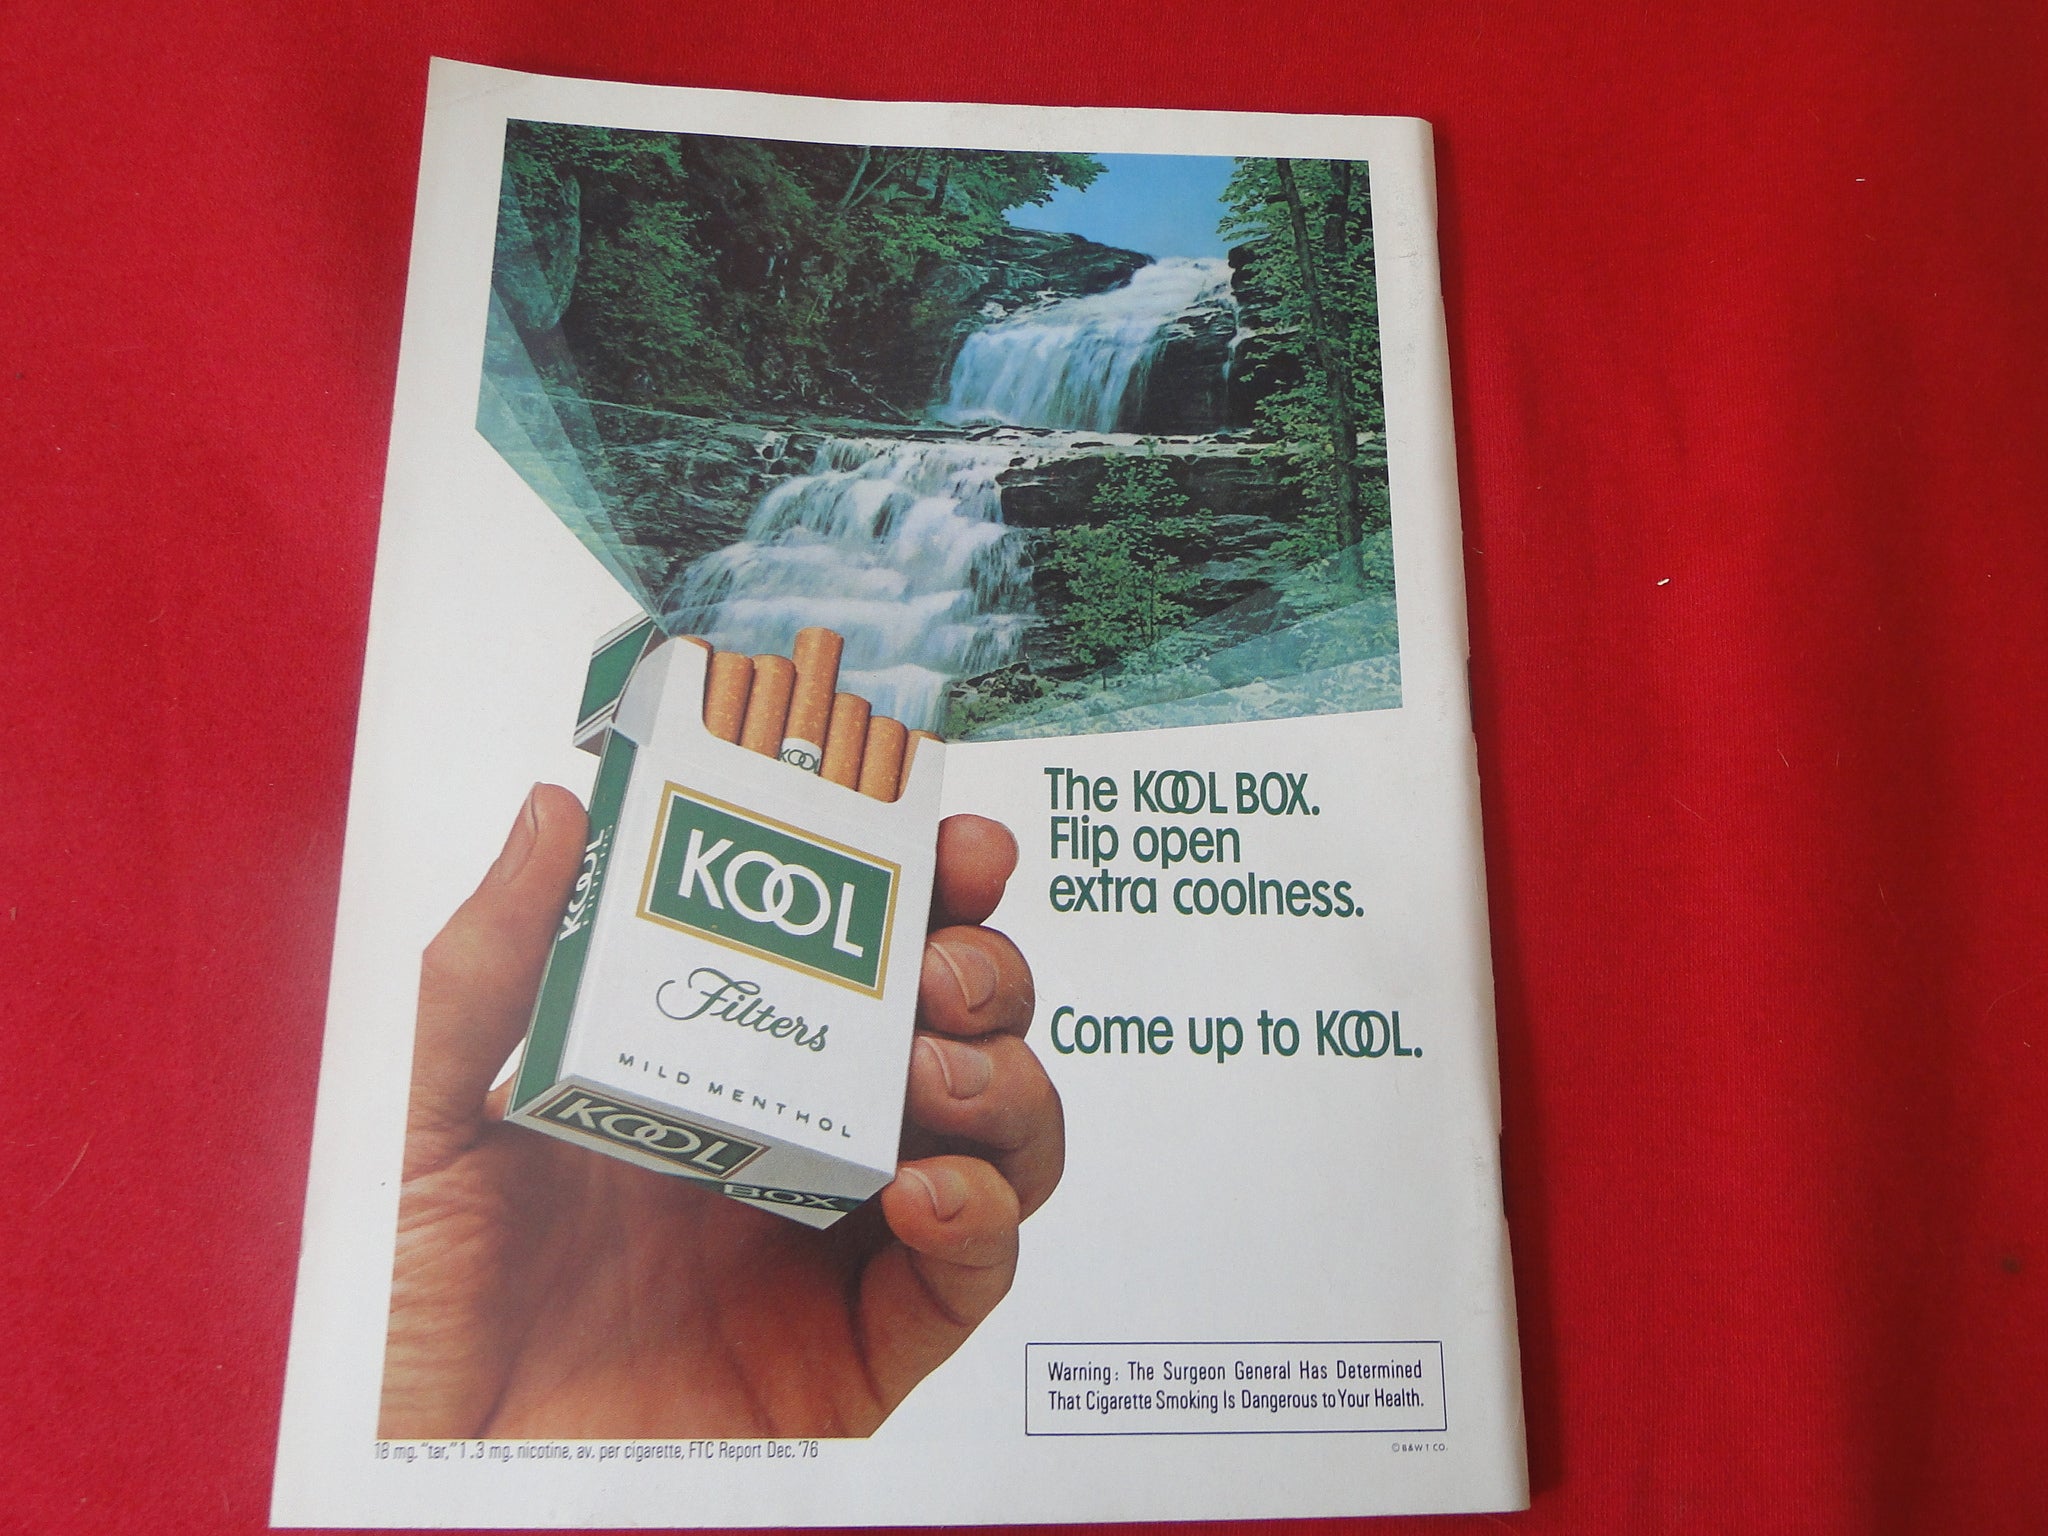 KOOL
The KOOL BOX.
Flip open
extra coolness.
KOOL
KOOL
Filters
MILD MENTHOL
KOOL
BOX
Come up to KOOL.
Warning: The Surgeon General Has Determined
That Cigarette Smoking Is Dangerous to Your Health.
18 mg. "tar," 1.3 mg. nicotine, av. per cigarette, FTC Report Dec. '76
© B&W T CO.